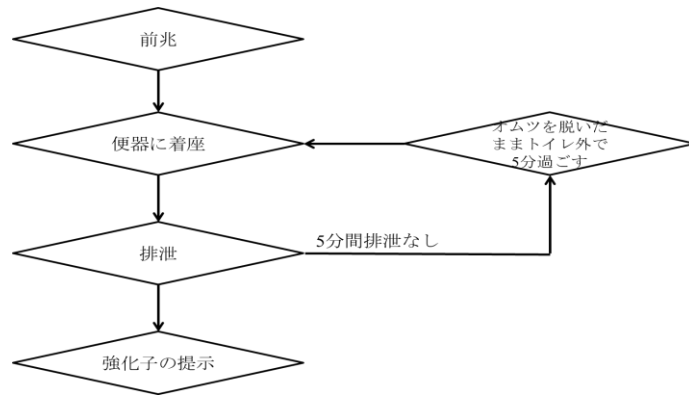 前兆
便器に着座
オムツを脱いだ
ままトイレ外で
5分過ごす
排泄
5分間排泄なし
強化子の提示